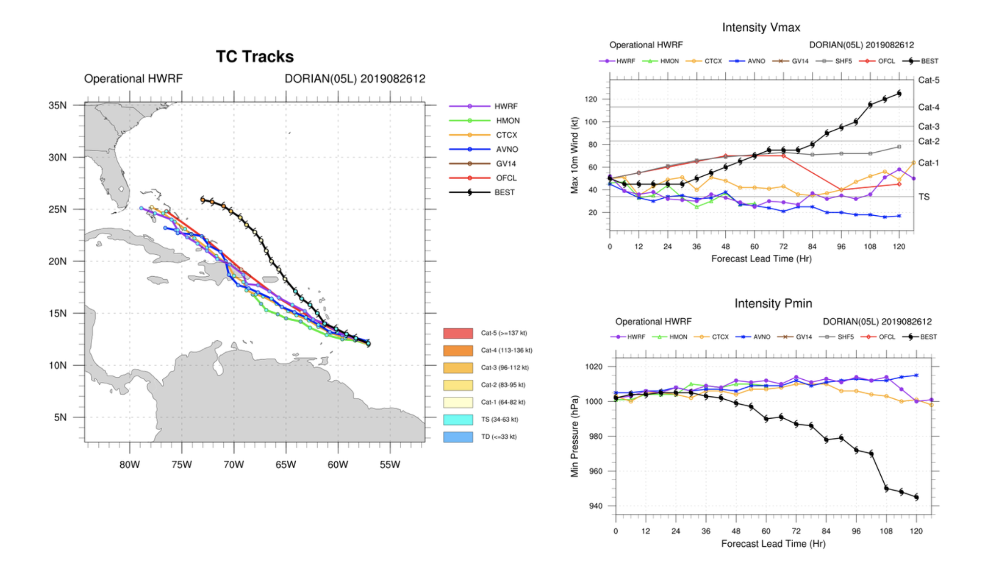 TC Tracks
Operational HWRF DORIAN(05L) 2019082612
35N
30N
25N
20N
15N
10N
5N
80W 75W 70W 65W 60W 55W
HWRF
HMON
CTCX
AVNO
GV14
OFCL
BEST
Cat-5 (>=137 kt)
Cat-4 (113-136 kt)
Cat-3 (96-112 kt)
Cat-2 (83-95 kt)
Cat-1 (64-82 kt)
TS (34-63 kt)
TD (<=33 kt)
Intensity Vmax
Operational HWRF DORIAN(05L) 2019082612
HWRF HMON CTCX AVNO GV14 SHF5 OFCL BEST
Max 10m Wind (kt)
120
100
80
60
40
20
Cat-5
Cat-4
Cat-3
Cat-2
Cat-1
TS
0 12 24 36 48 60 72 84 96 108 120
Forecast Lead Time (Hr)
Intensity Pmin
Operational HWRF DORIAN(05L) 2019082612
HWRF HMON CTCX AVNO GV14 SHF5 OFCL BEST
Min Pressure (hPa)
1020
1000
980
960
940
0 12 24 36 48 60 72 84 96 108 120
Forecast Lead Time (Hr)